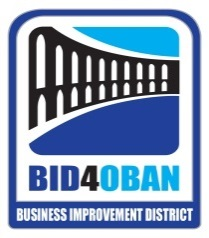 BID4OBAN
BUSINESS IMPROVEMENT DISTRICT